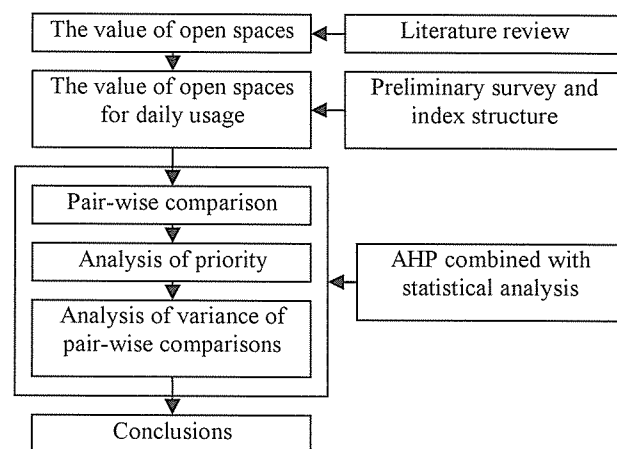 The value of open spaces
Literature review
The value of open spaces
for daily usage
Preliminary survey and
index structure
Pair-wise comparison
Analysis of priority
AHP combined with
statistical analysis
Analysis of variance of
pair-wise comparisons
Conclusions